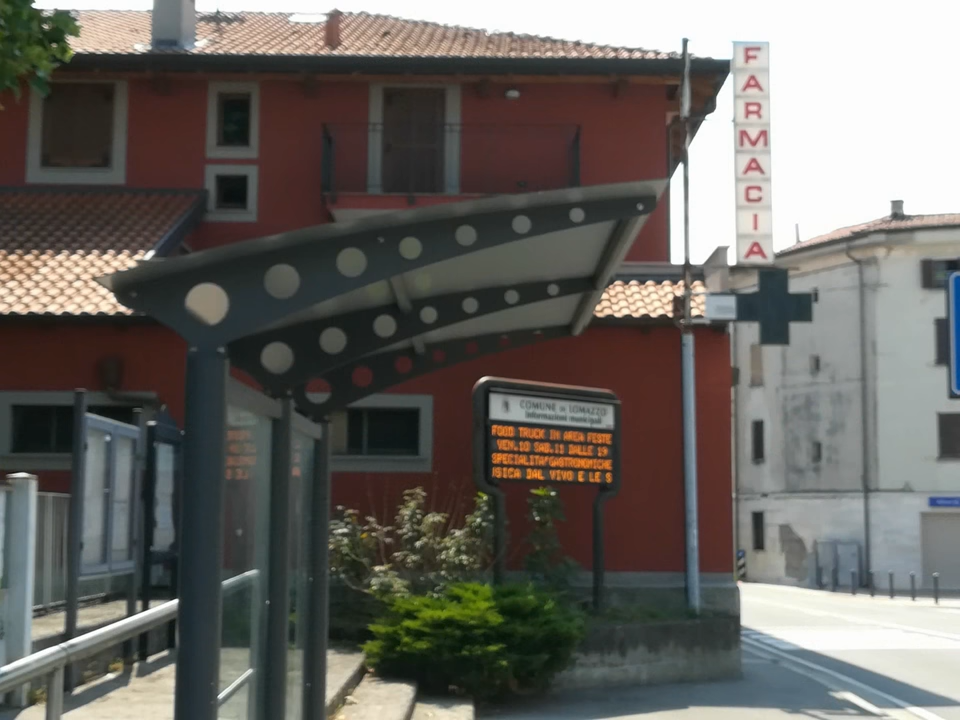 FARMACIA
COMUNE DI LOMAZZO
Informazioni municipali
FOOD TRUCK IN AREA FESTE
VEN.10 SAB.11 DALLE 19
SPECIALITA'GASTRONOMICHE
USICA DAL VIVO E LE S